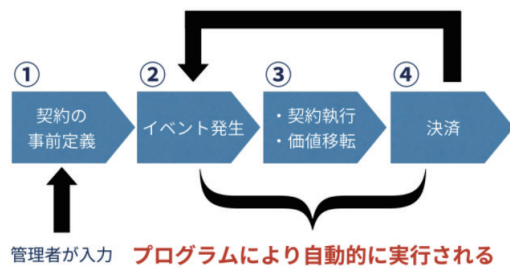 ①
契約の
事前定義
②
イベント発生
③
・契約執行
・価値移転
④
決済
管理者が入力
プログラムにより自動的に実行される